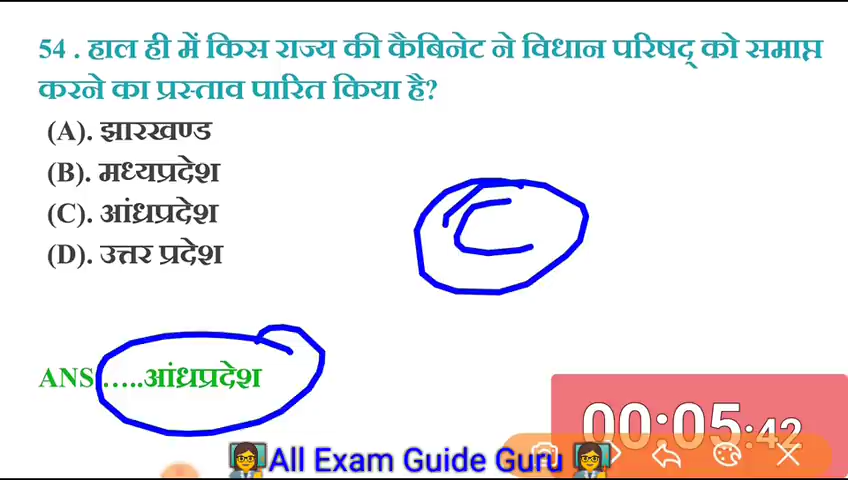 54 . हाल ही में किस राज्य की कैबिनेट ने विधान परिषद् को समाप्त
करने का प्रस्ताव पारित किया है?
(A). झारखण्ड
(B). मध्यप्रदेश
(C). आंध्रप्रदेश
(D). उत्तर प्रदेश
C
ANS …..आंध्रप्रदेश
00:05:42
All Exam Guide Guru